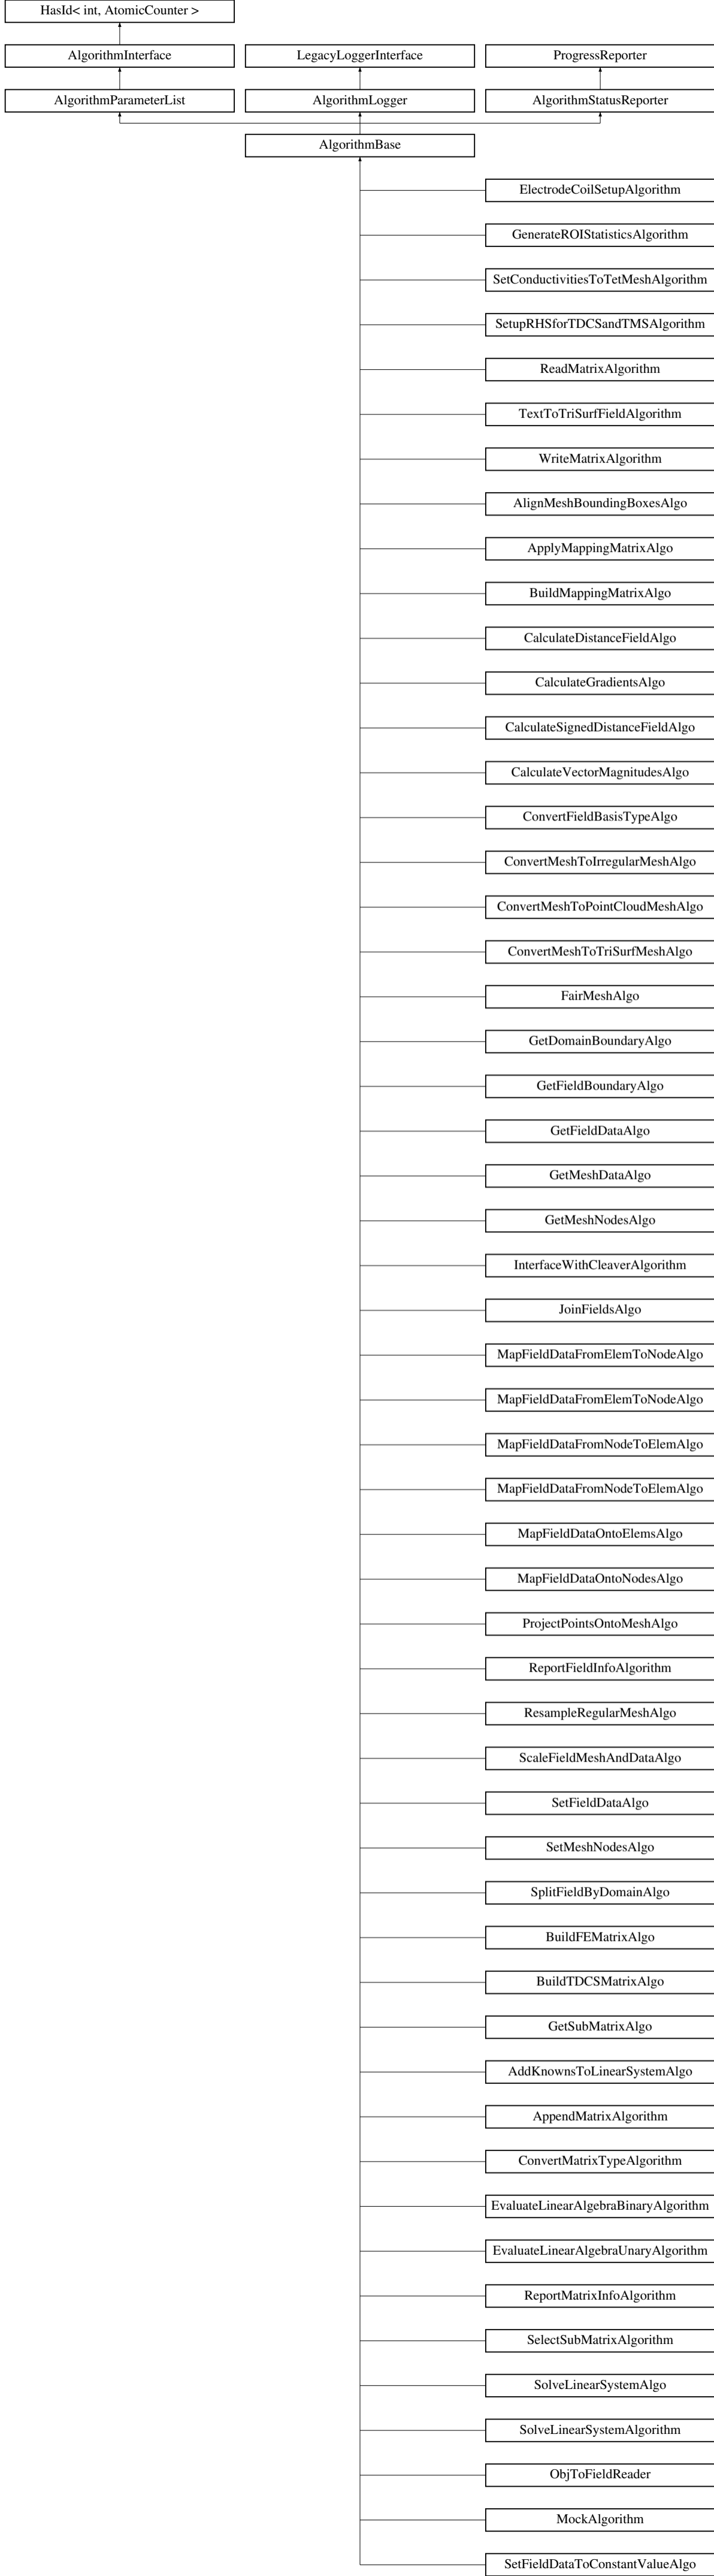 HasId< int, AtomicCounter >
AlgorithmInterface
LegacyLoggerInterface
ProgressReporter
AlgorithmParameterList
AlgorithmLogger
AlgorithmStatusReporter
AlgorithmBase
ElectrodeCoilSetupAlgorithm
GenerateROIStatisticsAlgorithm
SetConductivitiesToTetMeshAlgorithm
SetupRHSforTDCSandTMSAlgorithm
ReadMatrixAlgorithm
TextToTriSurfFieldAlgorithm
WriteMatrixAlgorithm
AlignMeshBoundingBoxesAlgo
ApplyMappingMatrixAlgo
BuildMappingMatrixAlgo
CalculateDistanceFieldAlgo
CalculateGradientsAlgo
CalculateSignedDistanceFieldAlgo
CalculateVectorMagnitudesAlgo
ConvertFieldBasisTypeAlgo
ConvertMeshToIrregularMeshAlgo
ConvertMeshToPointCloudMeshAlgo
ConvertMeshToTriSurfMeshAlgo
FairMeshAlgo
GetDomainBoundaryAlgo
GetFieldBoundaryAlgo
GetFieldDataAlgo
GetMeshDataAlgo
GetMeshNodesAlgo
InterfaceWithCleaverAlgorithm
JoinFieldsAlgo
MapFieldDataFromElemToNodeAlgo
MapFieldDataFromElemToNodeAlgo
MapFieldDataFromNodeToElemAlgo
MapFieldDataFromNodeToElemAlgo
MapFieldDataOntoElemsAlgo
MapFieldDataOntoNodesAlgo
ProjectPointsOntoMeshAlgo
ReportFieldInfoAlgorithm
ResampleRegularMeshAlgo
ScaleFieldMeshAndDataAlgo
SetFieldDataAlgo
SetMeshNodesAlgo
SplitFieldByDomainAlgo
BuildFEMatrixAlgo
BuildTDCSMatrixAlgo
GetSubMatrixAlgo
AddKnownsToLinearSystemAlgo
AppendMatrixAlgorithm
ConvertMatrixTypeAlgorithm
EvaluateLinearAlgebraBinaryAlgorithm
EvaluateLinearAlgebraUnaryAlgorithm
ReportMatrixInfoAlgorithm
SelectSubMatrixAlgorithm
SolveLinearSystemAlgo
SolveLinearSystemAlgorithm
ObjToFieldReader
MockAlgorithm
SetFieldDataToConstantValueAlgo